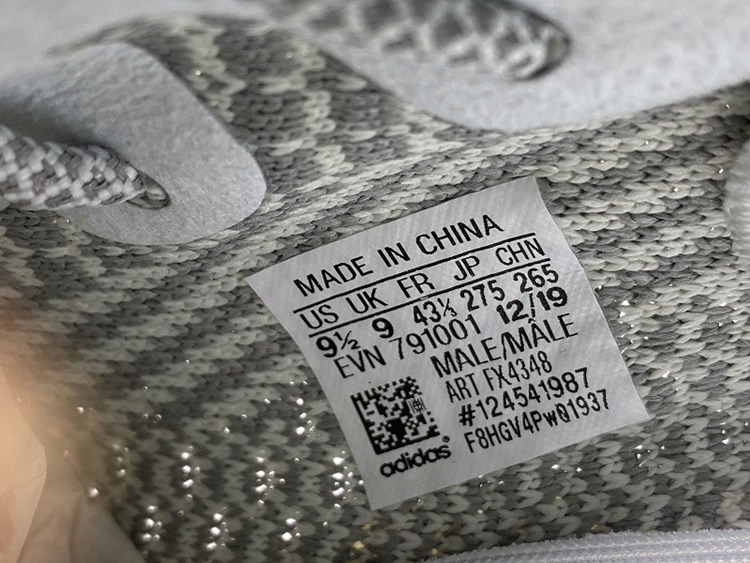 MADE IN CHINA
US UK FR JP CHN
9½ 9 43⅓ 275 265
EVN 791001 12/19
MALE/MÂLE
ART FX4348
#124541987
F8HGV4PwQ1937
adidas®